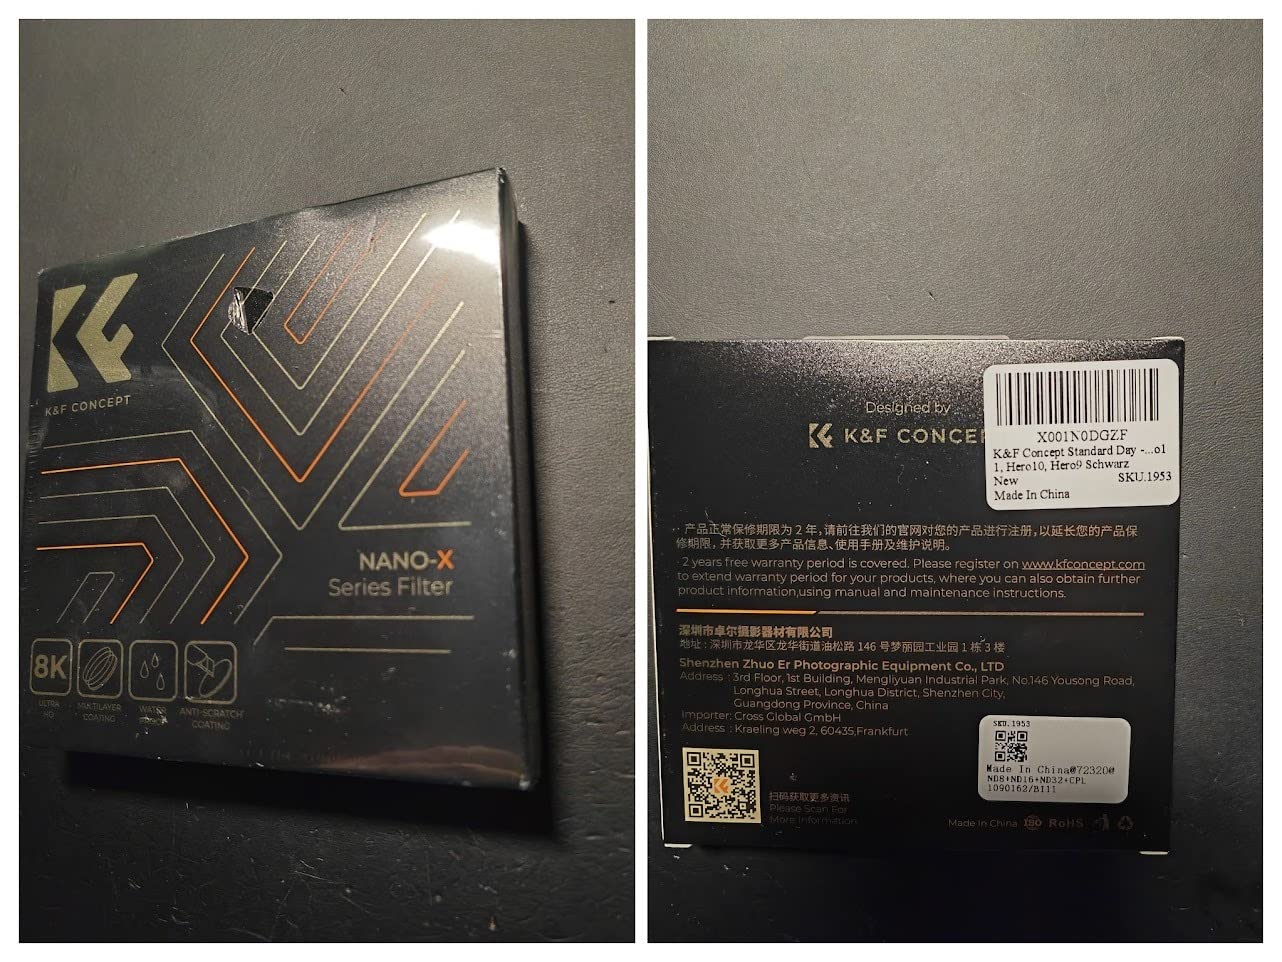 K&F CONCEPT
NANO-X
Series Filter
8K
ULTRA
HQ
MULTILAYER
COATING
WATER
ANTI-SCRATCH
COATING
Designed by
K&F CONCEP
X001N0DGZF
K&F Concept Standard Day -...o1
1, Hero10, Hero9 Schwarz
New SKU.1953
Made In China
· 产品正常保修期限为 2 年,请前往我们的官网对您的产品进行注册,以延长您的产品保
修期限, 并获取更多产品信息、使用手册及维护说明。
· 2 years free warranty period is covered. Please register on www.kfconcept.com
to extend warranty period for your products, where you can also obtain further
product information,using manual and maintenance instructions.
深圳市卓尔摄影器材有限公司
地址 : 深圳市龙华区龙华街道油松路 146 号梦丽园工业园 1 栋 3 楼
Shenzhen Zhuo Er Photographic Equipment Co., LTD
Address : 3rd Floor, 1st Building, Mengliyuan Industrial Park, No.146 Yousong Road,
Longhua Street, Longhua District, Shenzhen City,
Guangdong Province, China
Importer: Cross Global GmbH
Address : Kraeling weg 2, 60435,Frankfurt
SKU.1953
Made In China@72320@
ND8+ND16+ND32+CPL
1090162/BI11
扫码获取更多资讯
Please Scan For
More Information
Made In China ISO RoHS